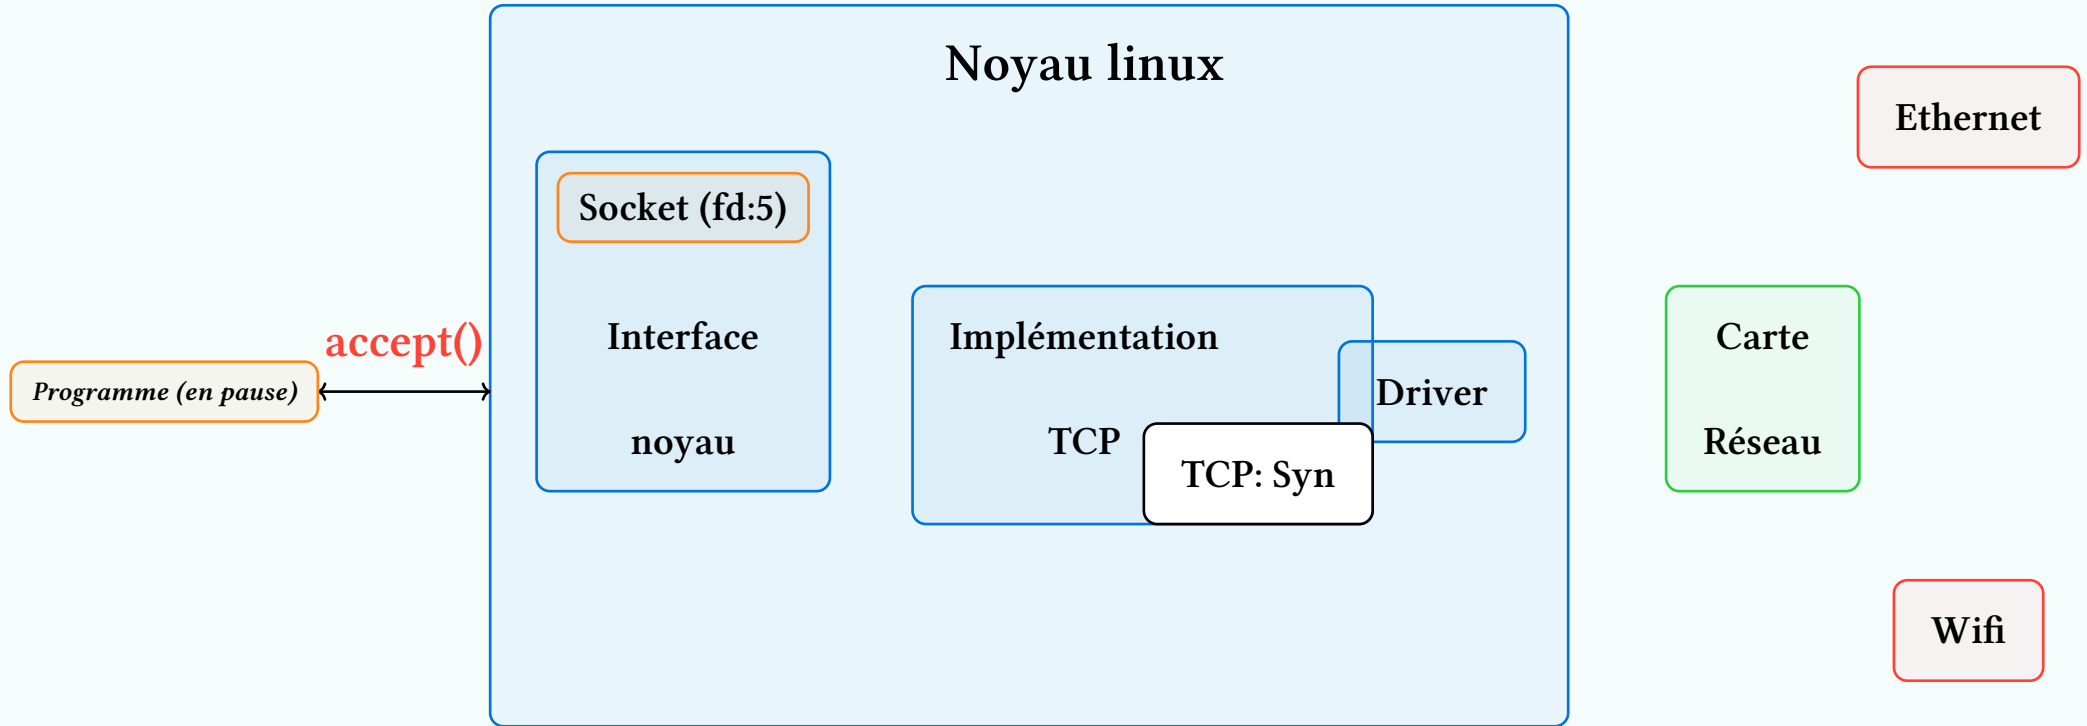 Noyau linux
Ethernet
Socket (fd:5)
accept()
Programme (en pause)
Interface
noyau
Implémentation
TCP
Driver
TCP: Syn
Carte
Réseau
Wifi